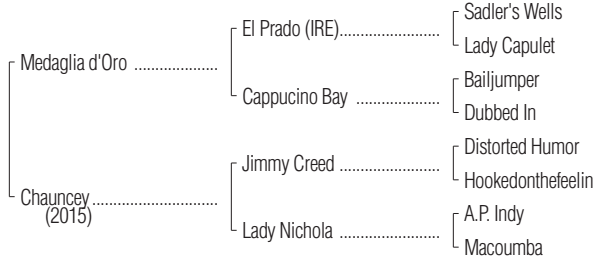 Sadler's Wells
El Prado (IRE)........................
Lady Capulet
Medaglia d'Oro ....................
Bailjumper
Cappucino Bay ....................
Dubbed In
Distorted Humor
Jimmy Creed ........................
Hookedonthefeelin
Chauncey..............................
(2015)
A.P. Indy
Lady Nichola ........................
Macoumba